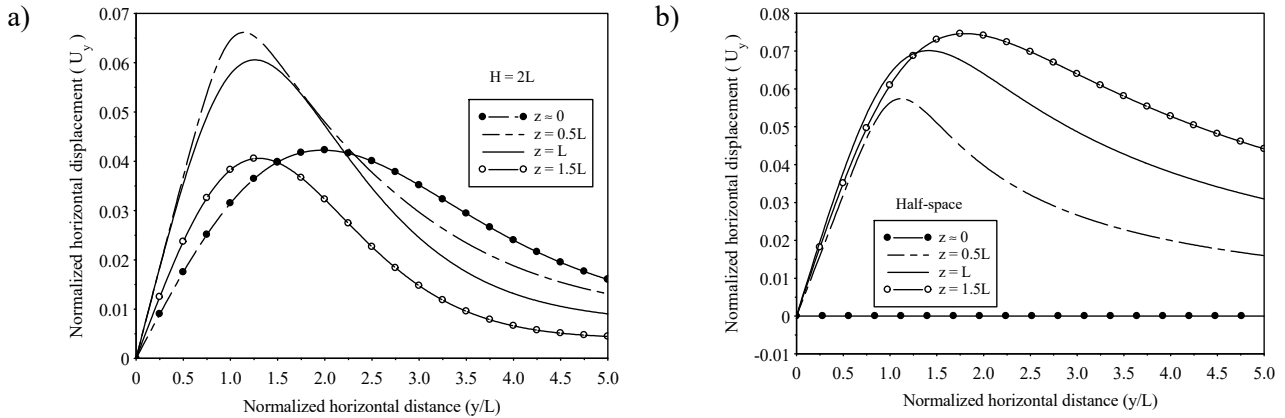 a)
Normalized horizontal displacement ( U_y )
0.07
0.06
0.05
0.04
0.03
0.02
0.01
0
H = 2L
z ≈ 0
z = 0.5L
z = L
z = 1.5L
0 0.5 1.0 1.5 2.0 2.5 3.0 3.5 4.0 4.5 5.0
Normalized horizontal distance (y/L)
b)
Normalized horizontal displacement ( U_y )
0.08
0.07
0.06
0.05
0.04
0.03
0.02
0.01
0
-0.01
Half-space
z ≈ 0
z = 0.5L
z = L
z = 1.5L
0 0.5 1.0 1.5 2.0 2.5 3.0 3.5 4.0 4.5 5.0
Normalized horizontal distance (y/L)